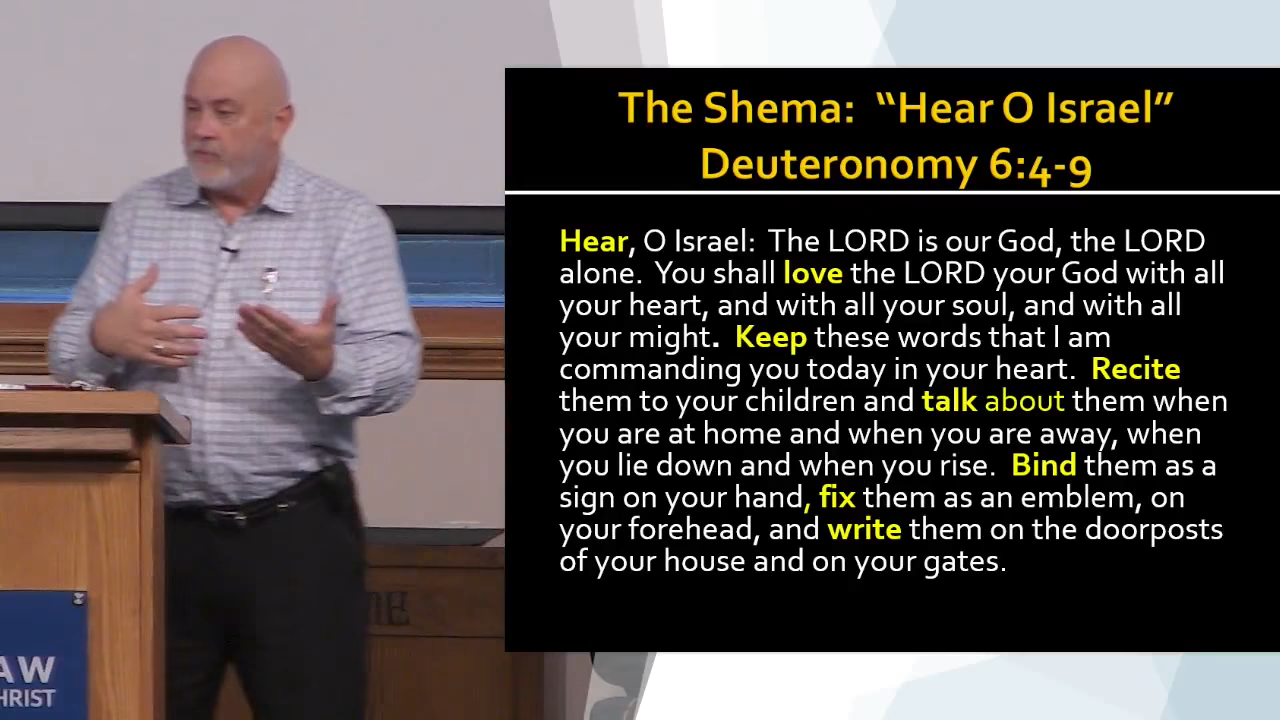 The Shema: “Hear O Israel”
Deuteronomy 6:4-9
Hear, O Israel: The LORD is our God, the LORD
alone. You shall love the LORD your God with all
your heart, and with all your soul, and with all
your might. Keep these words that I am
commanding you today in your heart. Recite
them to your children and talk about them when
you are at home and when you are away, when
you lie down and when you rise. Bind them as a
sign on your hand, fix them as an emblem, on
your forehead, and write them on the doorposts
of your house and on your gates.
AW
HRIST